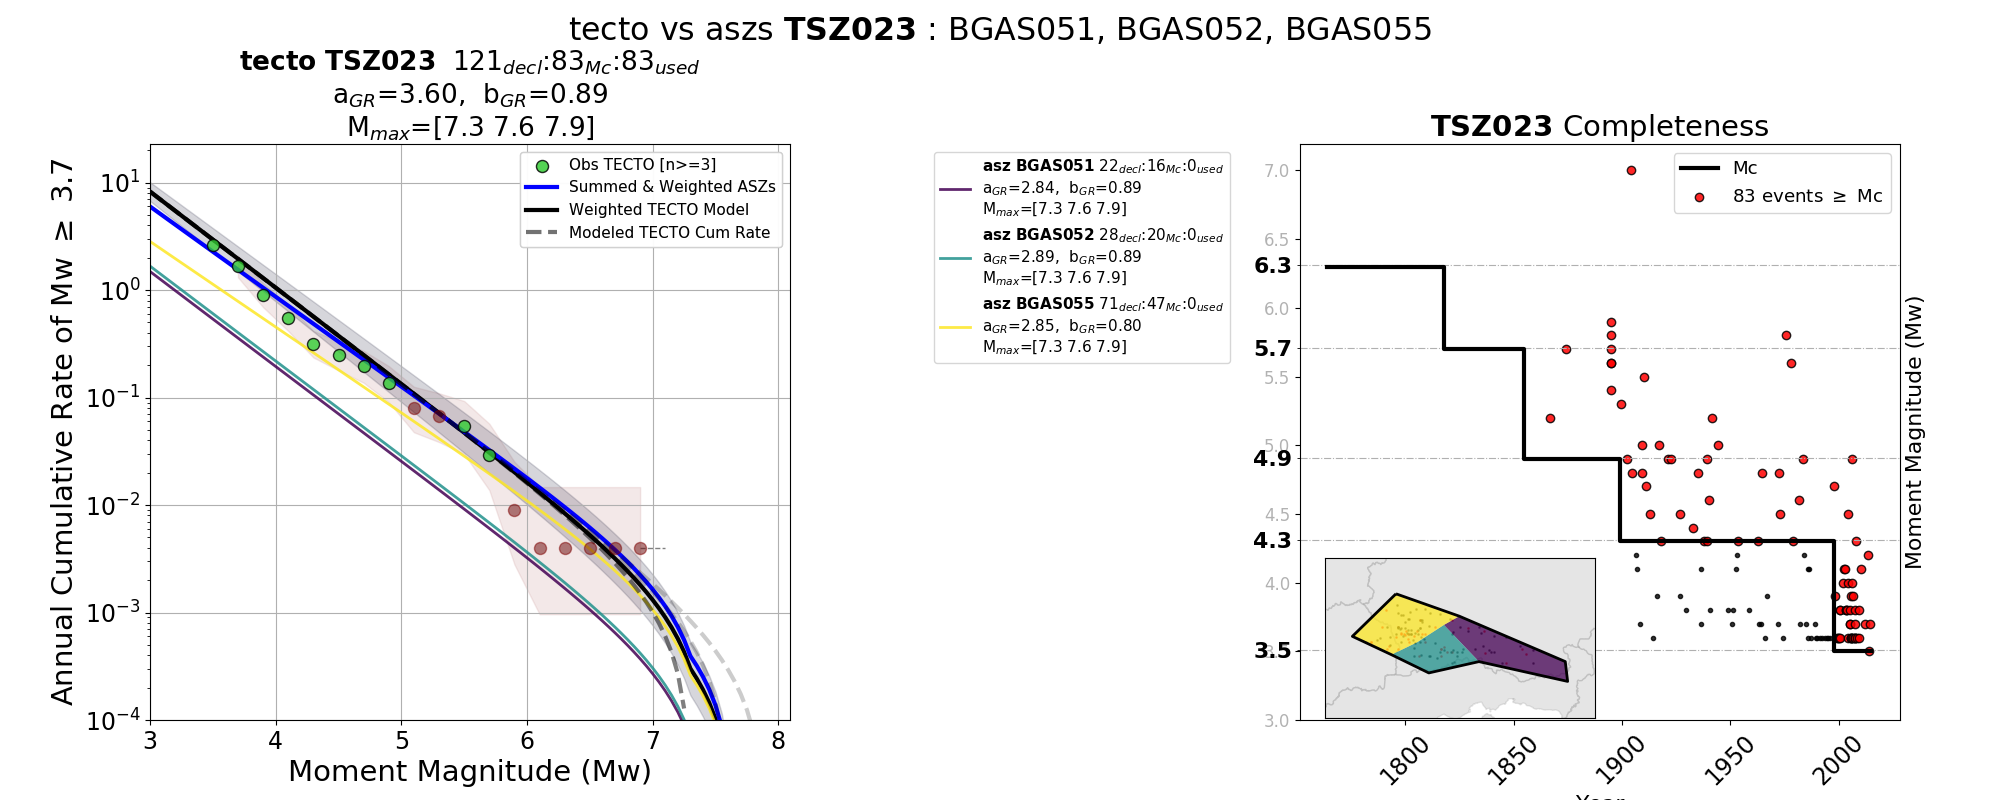 tecto vs aszs TSZ023 : BGAS051, BGAS052, BGAS055
tecto TSZ023 121decl:83Mc:83used
aGR=3.60, bGR=0.89
Mmax=[7.3 7.6 7.9]
Annual Cumulative Rate of Mw ≥ 3.7
10^1
10^0
10^−1
10^−2
10^−3
10^−4
3 4 5 6 7 8
Moment Magnitude (Mw)
Obs TECTO [n>=3]
Summed & Weighted ASZs
Weighted TECTO Model
Modeled TECTO Cum Rate
asz BGAS051 22decl:16Mc:0used
aGR=2.84, bGR=0.89
Mmax=[7.3 7.6 7.9]
asz BGAS052 28decl:20Mc:0used
aGR=2.89, bGR=0.89
Mmax=[7.3 7.6 7.9]
asz BGAS055 71decl:47Mc:0used
aGR=2.85, bGR=0.80
Mmax=[7.3 7.6 7.9]
TSZ023 Completeness
Mc
83 events ≥ Mc
7.0
6.5
6.3
6.0
5.7
5.5
5.0
4.9
4.5
4.3
4.0
3.5
3.0
Moment Magnitude (Mw)
1800 1850 1900 1950 2000